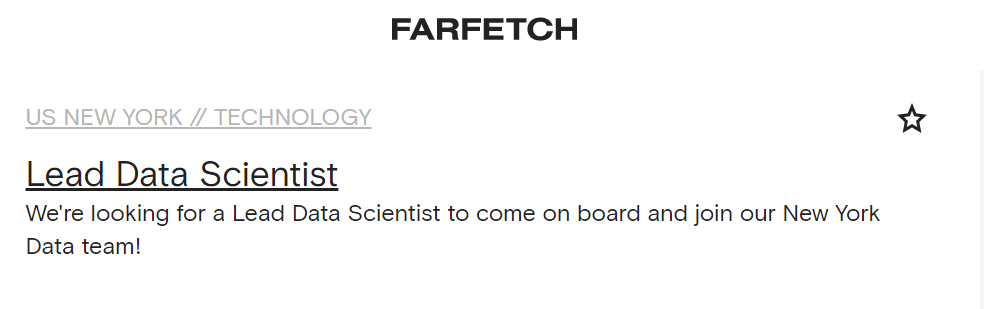 FARFETCH
US NEW YORK // TECHNOLOGY
Lead Data Scientist
We're looking for a Lead Data Scientist to come on board and join our New York
Data team!